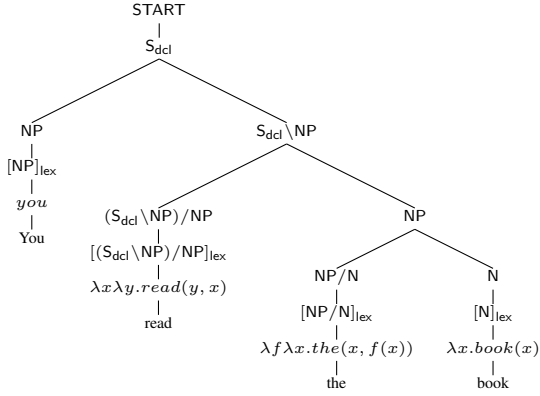 START
S_dcl
NP S_dcl\NP
[NP]_lex
you
You
(S_dcl\NP)/NP NP
[(S_dcl\NP)/NP]_lex
λxλy.read(y, x)
read
NP/N N
[NP/N]_lex [N]_lex
λfλx.the(x, f(x)) λx.book(x)
the book